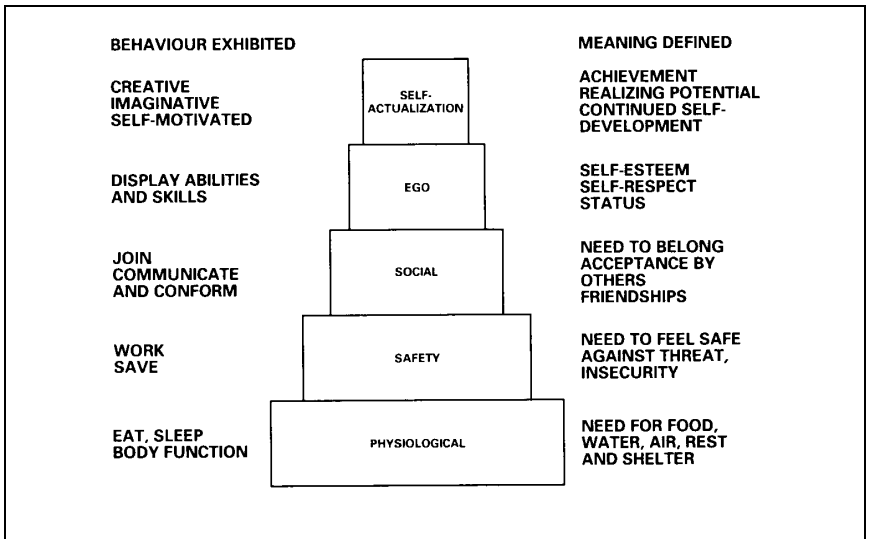 BEHAVIOUR EXHIBITED
MEANING DEFINED
CREATIVE
IMAGINATIVE
SELF-MOTIVATED
SELF-
ACTUALIZATION
ACHIEVEMENT
REALIZING POTENTIAL
CONTINUED SELF-
DEVELOPMENT
DISPLAY ABILITIES
AND SKILLS
EGO
SELF-ESTEEM
SELF-RESPECT
STATUS
JOIN
COMMUNICATE
AND CONFORM
SOCIAL
NEED TO BELONG
ACCEPTANCE BY
OTHERS
FRIENDSHIPS
WORK
SAVE
SAFETY
NEED TO FEEL SAFE
AGAINST THREAT,
INSECURITY
EAT, SLEEP
BODY FUNCTION
PHYSIOLOGICAL
NEED FOR FOOD,
WATER, AIR, REST
AND SHELTER